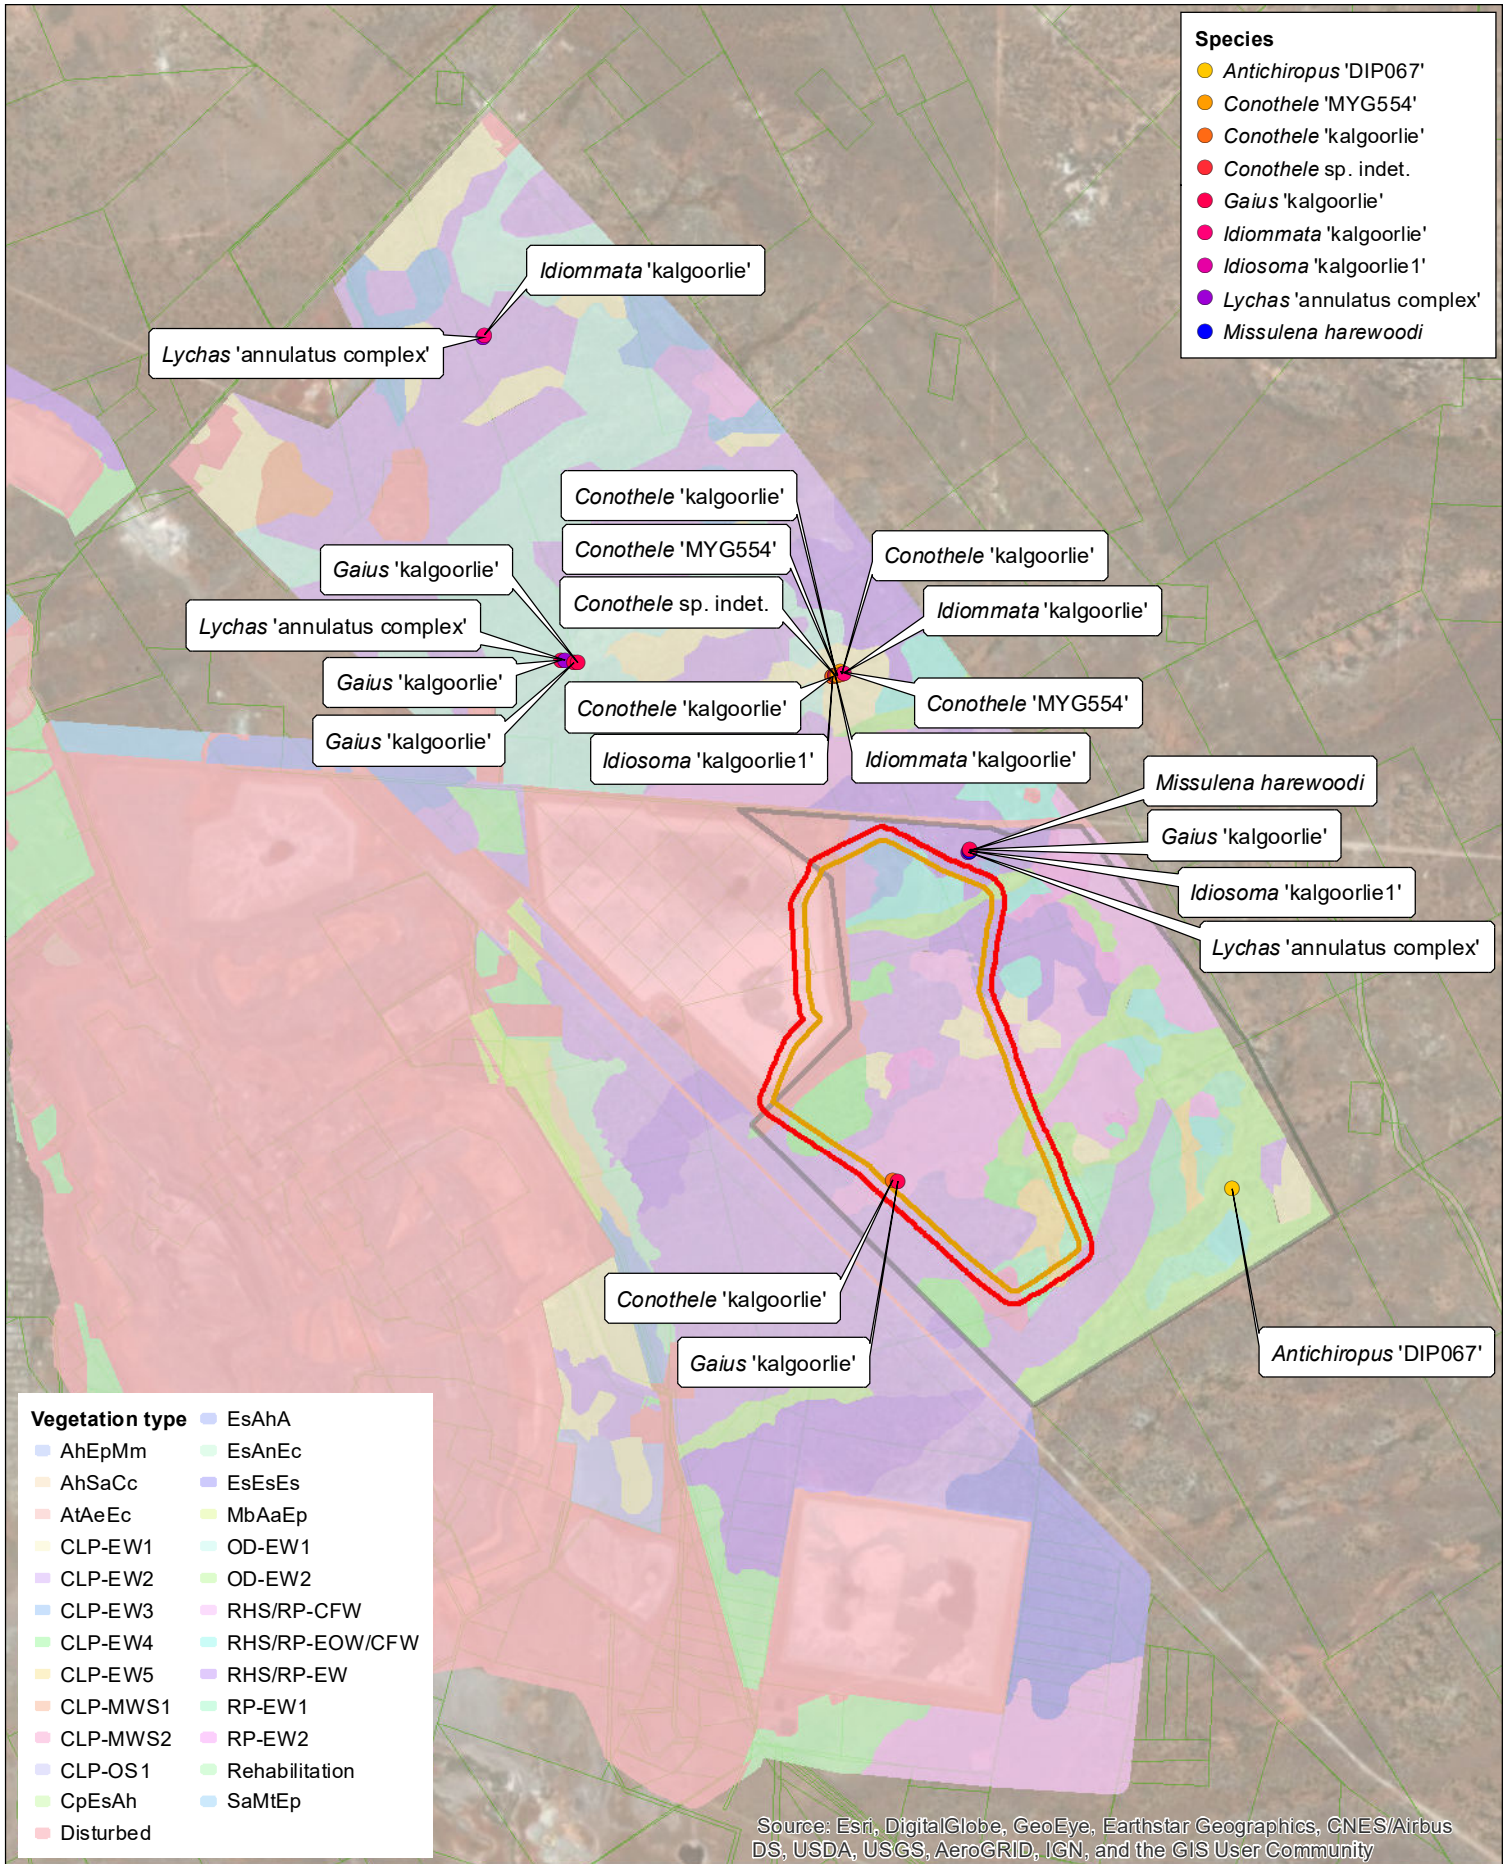 Species
Antichiropus 'DIP067'
Conothele 'MYG554'
Conothele 'kalgoorlie'
Conothele sp. indet.
Gaius 'kalgoorlie'
Idiommata 'kalgoorlie'
Idiosoma 'kalgoorlie1'
Lychas 'annulatus complex'
Missulena harewoodi
Idiommata 'kalgoorlie'
Lychas 'annulatus complex'
Conothele 'kalgoorlie'
Conothele 'MYG554'
Conothele sp. indet.
Conothele 'kalgoorlie'
Idiommata 'kalgoorlie'
Gaius 'kalgoorlie'
Lychas 'annulatus complex'
Gaius 'kalgoorlie'
Gaius 'kalgoorlie'
Conothele 'kalgoorlie'
Idiosoma 'kalgoorlie1'
Conothele 'MYG554'
Idiommata 'kalgoorlie'
Missulena harewoodi
Gaius 'kalgoorlie'
Idiosoma 'kalgoorlie1'
Lychas 'annulatus complex'
Conothele 'kalgoorlie'
Gaius 'kalgoorlie'
Antichiropus 'DIP067'
Vegetation type
AhEpMm
AhSaCc
AtAeEc
CLP-EW1
CLP-EW2
CLP-EW3
CLP-EW4
CLP-EW5
CLP-MWS1
CLP-MWS2
CLP-OS1
CpEsAh
Disturbed
EsAhA
EsAnEc
EsEsEs
MbAaEp
OD-EW1
OD-EW2
RHS/RP-CFW
RHS/RP-EOW/CFW
RHS/RP-EW
RP-EW1
RP-EW2
Rehabilitation
SaMtEp
Source: Esri, DigitalGlobe, GeoEye, Earthstar Geographics, CNES/Airbus
DS, USDA, USGS, AeroGRID, IGN, and the GIS User Community